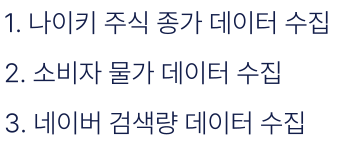 1. 나이키 주식 종가 데이터 수집
2. 소비자 물가 데이터 수집
3. 네이버 검색량 데이터 수집